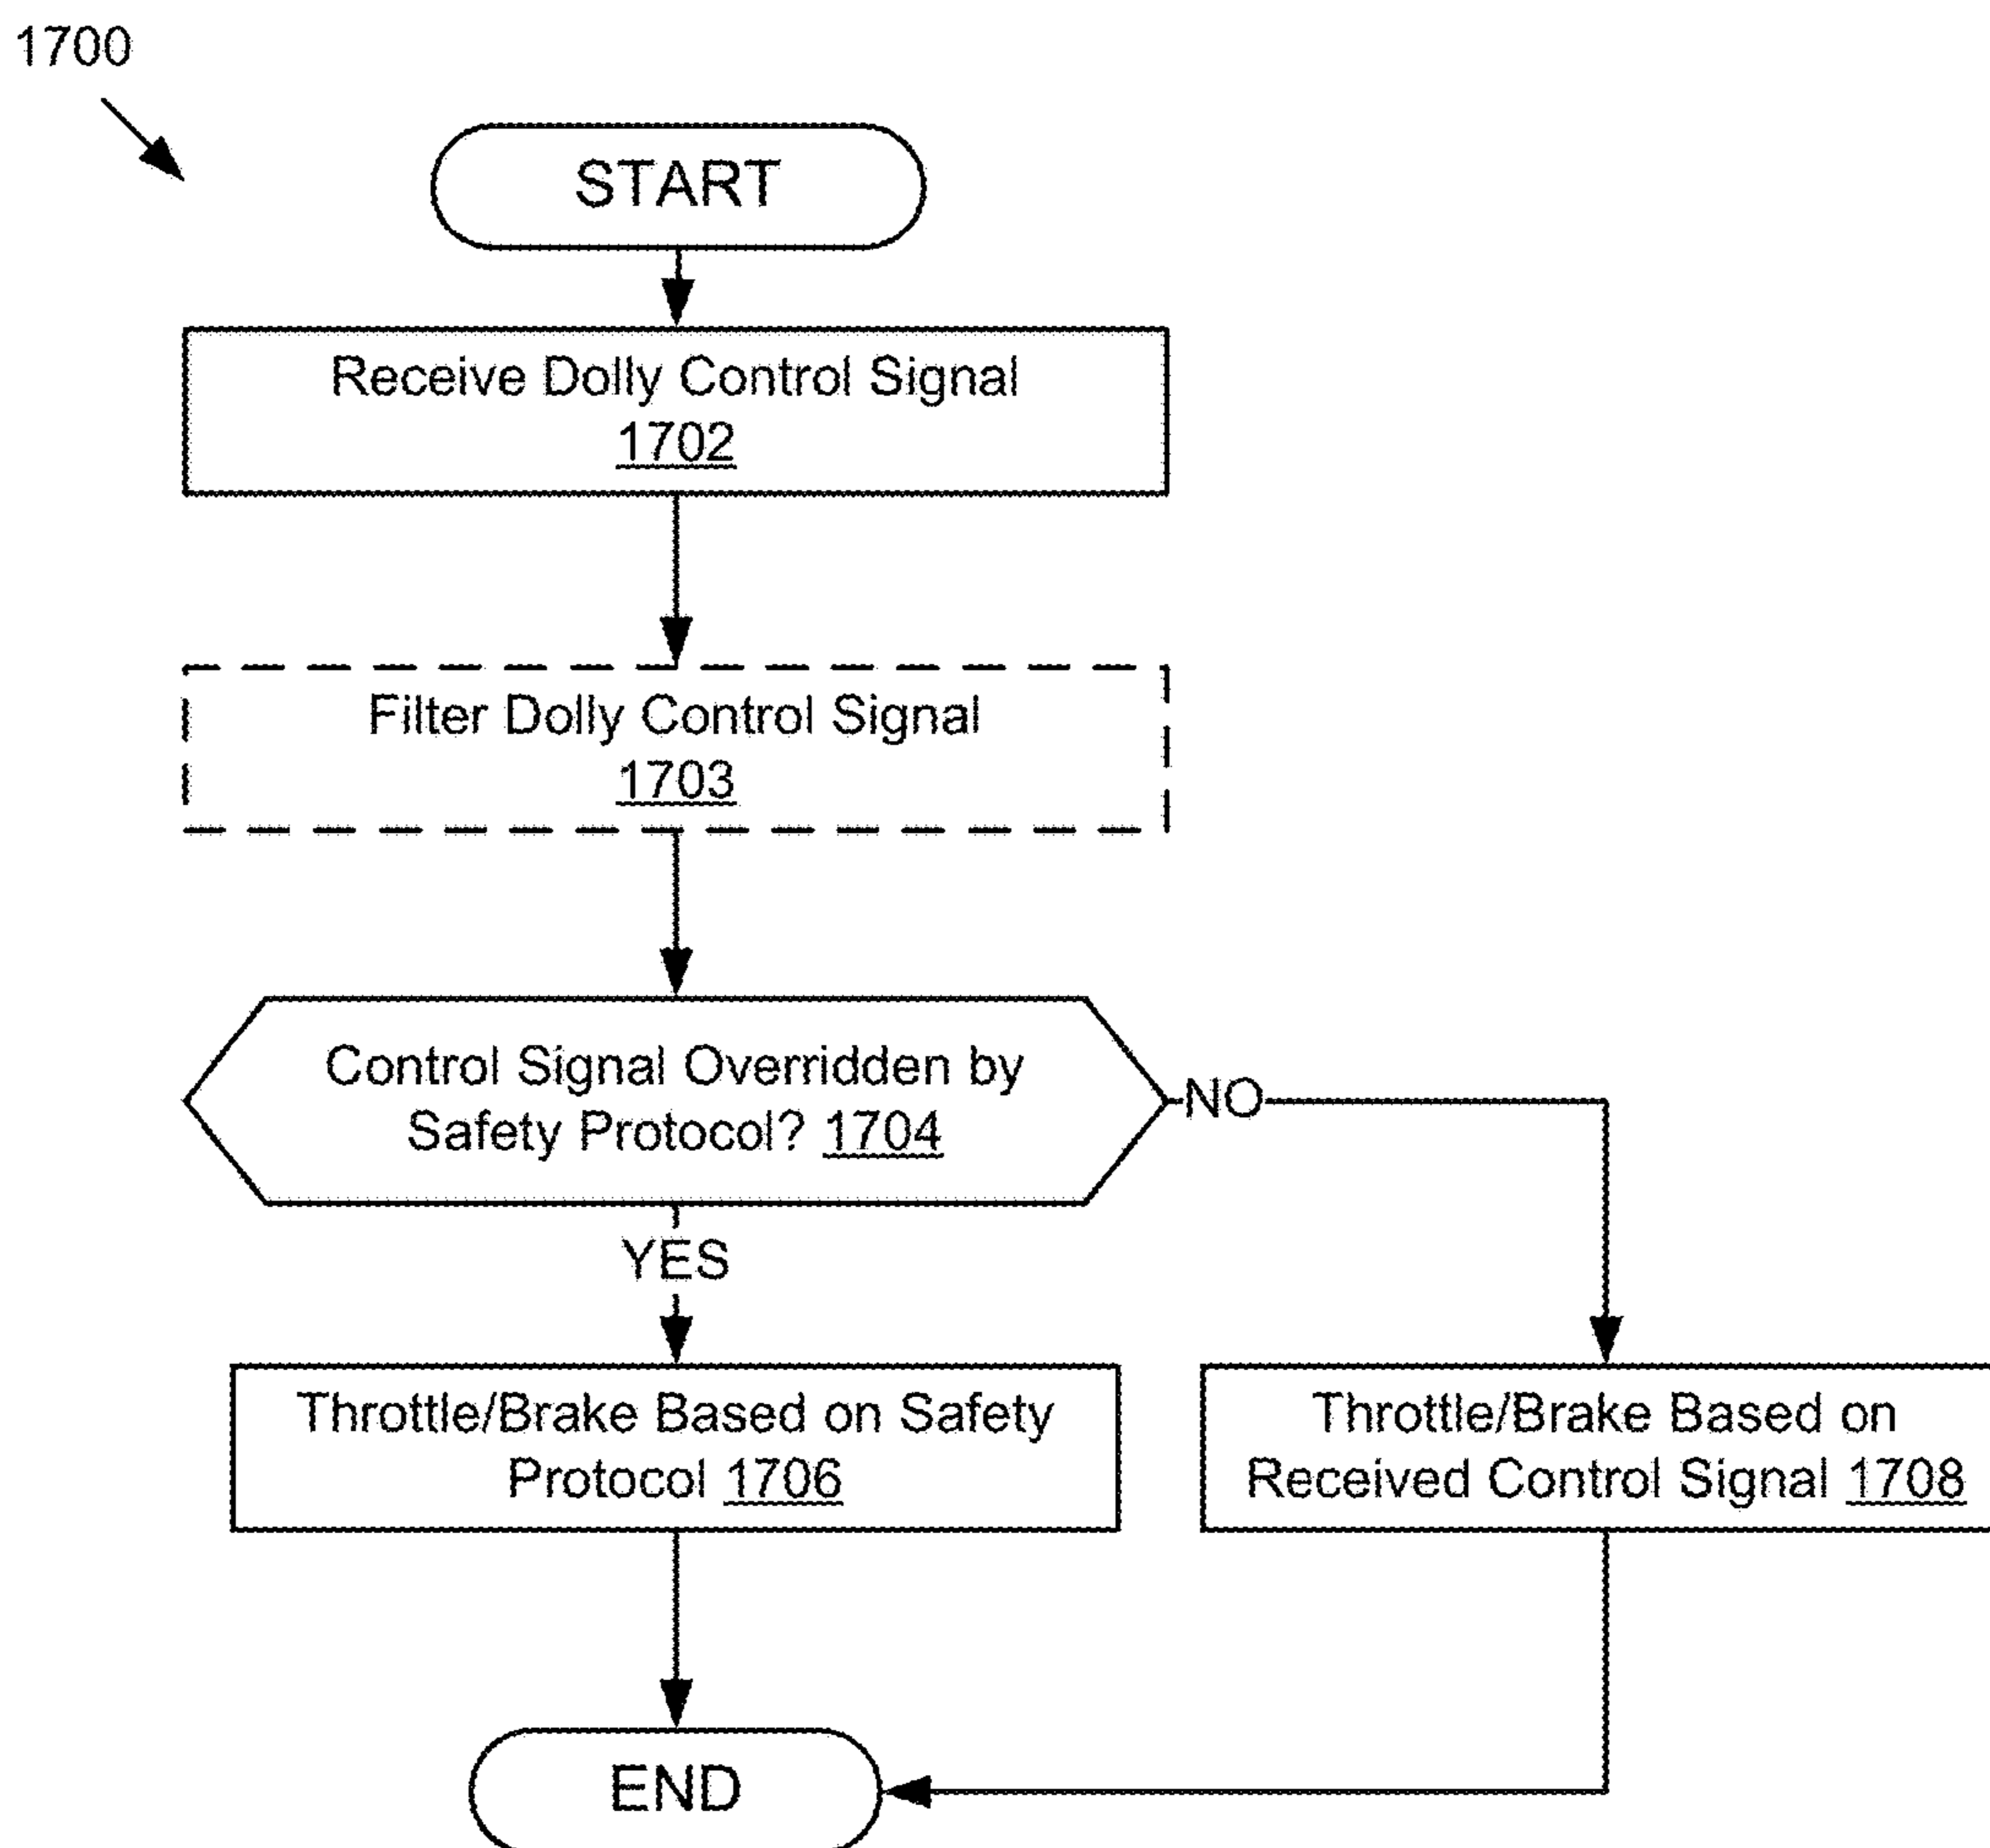 1700
START
Receive Dolly Control Signal
1702
Filter Dolly Control Signal
1703
Control Signal Overridden by
Safety Protocol? 1704
NO
YES
Throttle/Brake Based on Safety
Protocol 1706
Throttle/Brake Based on
Received Control Signal 1708
END